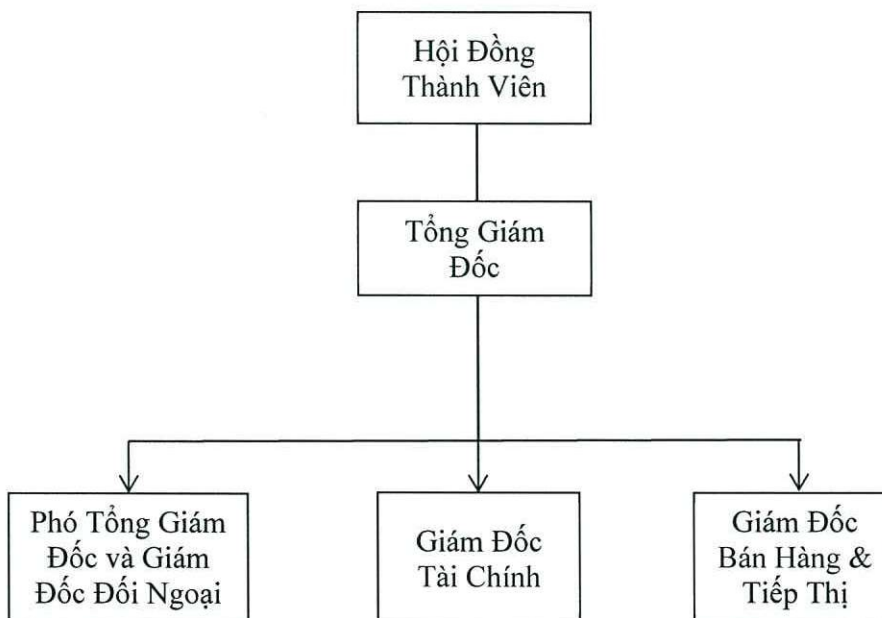 Hội Đồng
Thành Viên
Tổng Giám
Đốc
Phó Tổng Giám
Đốc và Giám
Đốc Đối Ngoại
Giám Đốc
Tài Chính
Giám Đốc
Bán Hàng &
Tiếp Thị